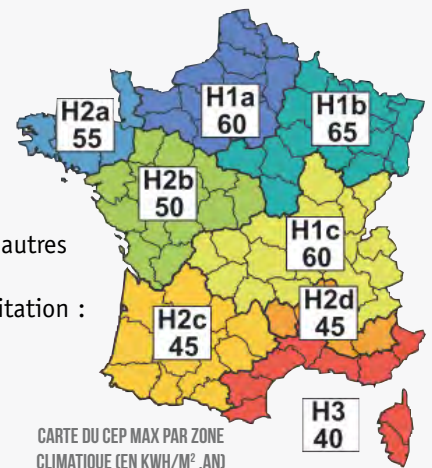 H1a
60
H1b
65
H2a
55
H2b
50
H1c
60
autres
itation :
H2d
45
H2c
45
H3
40
CARTE DU CEP MAX PAR ZONE
CLIMATIQUE (EN KWH/M² .AN)